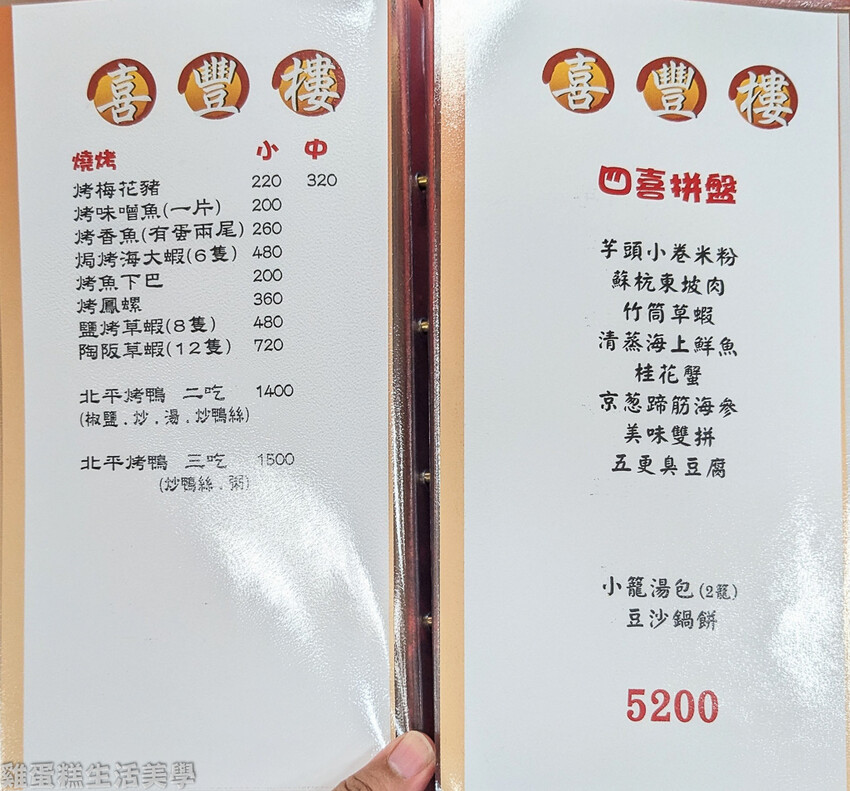 喜豐樓
燒烤 小 中
烤梅花豬 220 320
烤味噌魚(一片) 200
烤香魚(有蛋兩尾) 260
焗烤海大蝦(6隻) 480
烤魚下巴 200
烤鳳螺 360
鹽烤草蝦(8隻) 480
陶阪草蝦(12隻) 720
北平烤鴨 二吃 1400
(椒鹽.炒.湯.炒鴨絲)
北平烤鴨 三吃 1500
(炒鴨絲.粥)
喜豐樓
四喜拼盤
芋頭小卷米粉
蘇杭東坡肉
竹筒草蝦
清蒸海上鮮魚
桂花蟹
京葱蹄筋海參
美味雙拼
五更臭豆腐
小籠湯包(2籠)
豆沙鍋餅
5200
雞蛋糕生活美學